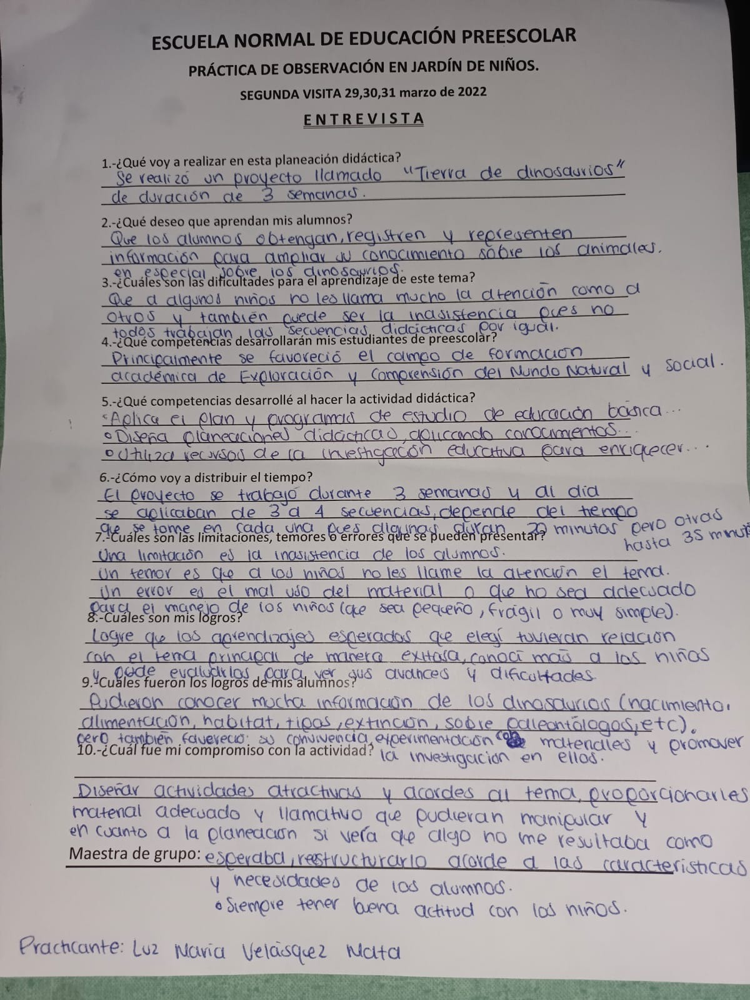 ESCUELA NORMAL DE EDUCACIÓN PREESCOLAR
PRÁCTICA DE OBSERVACIÓN EN JARDÍN DE NIÑOS.
SEGUNDA VISITA 29,30,31 marzo de 2022
ENTREVISTA
1.-¿Qué voy a realizar en esta planeación didáctica?
Se realizó un proyecto llamado "Tierra de dinosaurios"
de duración de 3 semanas.
2.-¿Qué deseo que aprendan mis alumnos?
Que los alumnos obtengan, registren y representen
información para ampliar su conocimiento sobre los animales,
en especial sobre los dinosaurios.
3.-¿Cuáles son las dificultades para el aprendizaje de este tema?
Que a algunos niños no les llama mucho la atención como a
otros y también puede ser la inasistencia pues no
todos trabajan las secuencias didácticas por igual.
4.-¿Qué competencias desarrollarán mis estudiantes de preescolar?
Principalmente se favoreció el campo de formación
académica de Exploración y Comprensión del Mundo Natural y Social.
5.-¿Qué competencias desarrollé al hacer la actividad didáctica?
°Aplica el plan y programas de estudio de educación básica...
°Diseña planeaciones didácticas, aplicando conocimientos...
°Utiliza recursos de la investigación educativa para enriquecer...
6.-¿Cómo voy a distribuir el tiempo?
El proyecto se trabajó durante 3 semanas y al día
se aplicaban de 3 a 4 secuencias, depende del tiempo
que se tome en cada una pues algunas duran 20 minutos pero otras
hasta 35 minut
7.-Cuáles son las limitaciones, temores o errores que se pueden presentar?
Una limitación es la inasistencia de los alumnos.
Un temor es que a los niños no les llame la atención el tema.
Un error es el mal uso del material o que no sea adecuado
para el manejo de los niños (que sea pequeño, frágil o muy simple).
8.-Cuáles son mis logros?
Logre que los aprendizajes esperados que elegí tuvieran relación
con el tema principal de manera exitosa, conocí más a los niños
y pude evaluarlos para ver sus avances y dificultades.
9.-Cuáles fueron los logros de mis alumnos?
Pudieron conocer mucha información de los dinosaurios (nacimiento,
alimentación, habitat, tipos, extinción, sobre paleontólogos, etc).
pero también favereció: su convivencia, experimentación con materiales y promover
la investigación en ellos.
10.-¿Cuál fue mi compromiso con la actividad?
Diseñar actividades atractivas y acordes al tema, proporcionarles
material adecuado y llamativo que pudieran manipular y
en cuanto a la planeación si veía que algo no me resultaba como
Maestra de grupo: esperaba, reestructurarlo acorde a las características
y necesidades de los alumnos.
°Siempre tener buena actitud con los niños.
Practicante: Luz María Velásquez Mata